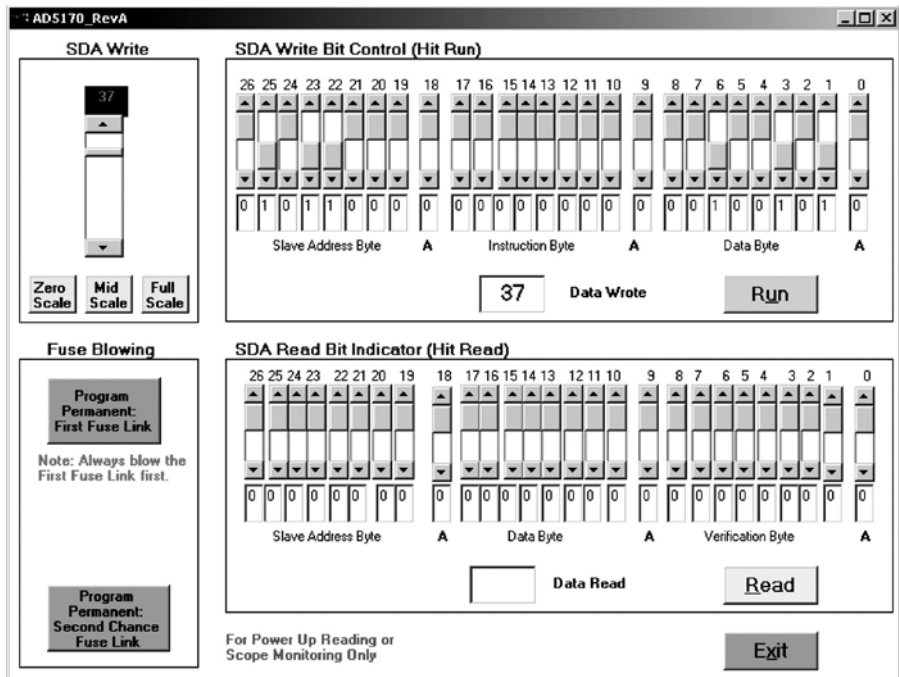 AD5170_RevA
SDA Write
37
Zero Scale
Mid Scale
Full Scale
SDA Write Bit Control (Hit Run)
26 25 24 23 22 21 20 19 18 17 16 15 14 13 12 11 10 9 8 7 6 5 4 3 2 1 0
0 1 0 1 1 0 0 0 0 0 0 0 0 0 0 0 0 0 0 0 1 0 0 1 0 1 0
Slave Address Byte A Instruction Byte A Data Byte A
37 Data Wrote Run
Fuse Blowing
Program
Permanent:
First Fuse Link
Note: Always blow the
First Fuse Link first.
Program
Permanent:
Second Chance
Fuse Link
SDA Read Bit Indicator (Hit Read)
26 25 24 23 22 21 20 19 18 17 16 15 14 13 12 11 10 9 8 7 6 5 4 3 2 1 0
0 0 0 0 0 0 0 0 0 0 0 0 0 0 0 0 0 0 0 0 0 0 0 0 0 0 0
Slave Address Byte A Data Byte A Verification Byte A
Data Read Read
For Power Up Reading or
Scope Monitoring Only
Exit